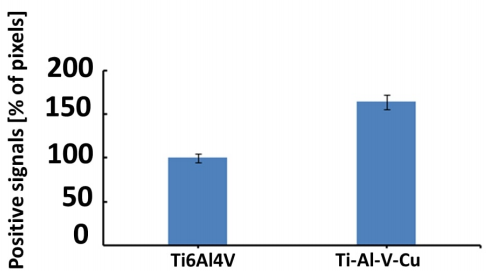 Positive signals [% of pixels]
200
150
100
50
0
Ti6Al4V
Ti-Al-V-Cu